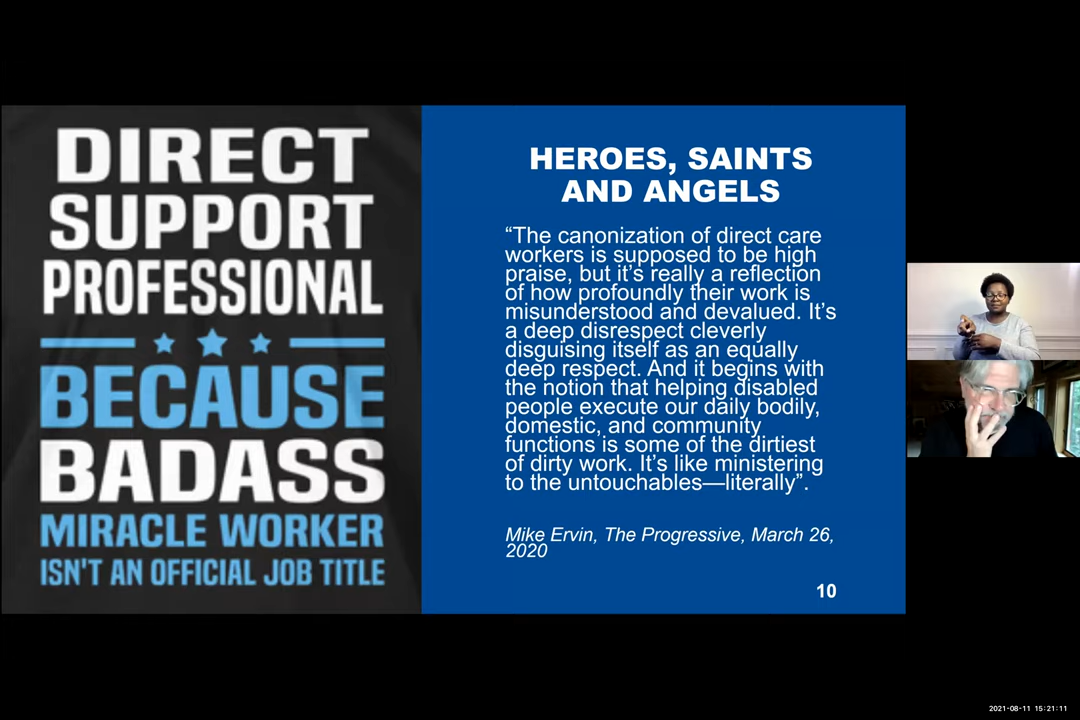 DIRECT
SUPPORT
PROFESSIONAL
BECAUSE
BADASS
MIRACLE WORKER
ISN'T AN OFFICIAL JOB TITLE
HEROES, SAINTS
AND ANGELS
“The canonization of direct care
workers is supposed to be high
praise, but it’s really a reflection
of how profoundly their work is
misunderstood and devalued. It’s
a deep disrespect cleverly
disguising itself as an equally
deep respect. And it begins with
the notion that helping disabled
people execute our daily bodily,
domestic, and community
functions is some of the dirtiest
of dirty work. It’s like ministering
to the untouchables—literally”.
Mike Ervin, The Progressive, March 26,
2020
10
2021-08-11 15:21:11